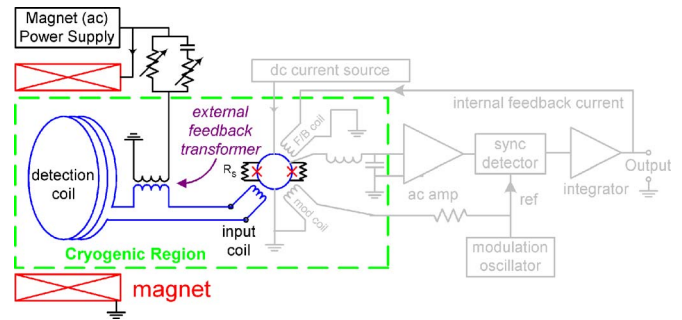 Magnet (ac)
Power Supply
dc current source
internal feedback current
external
feedback
transformer
F/B coil
detection
coil
Rs
sync
detector
Output
integrator
ac amp
ref
mod coil
input
coil
Cryogenic Region
modulation
oscillator
magnet